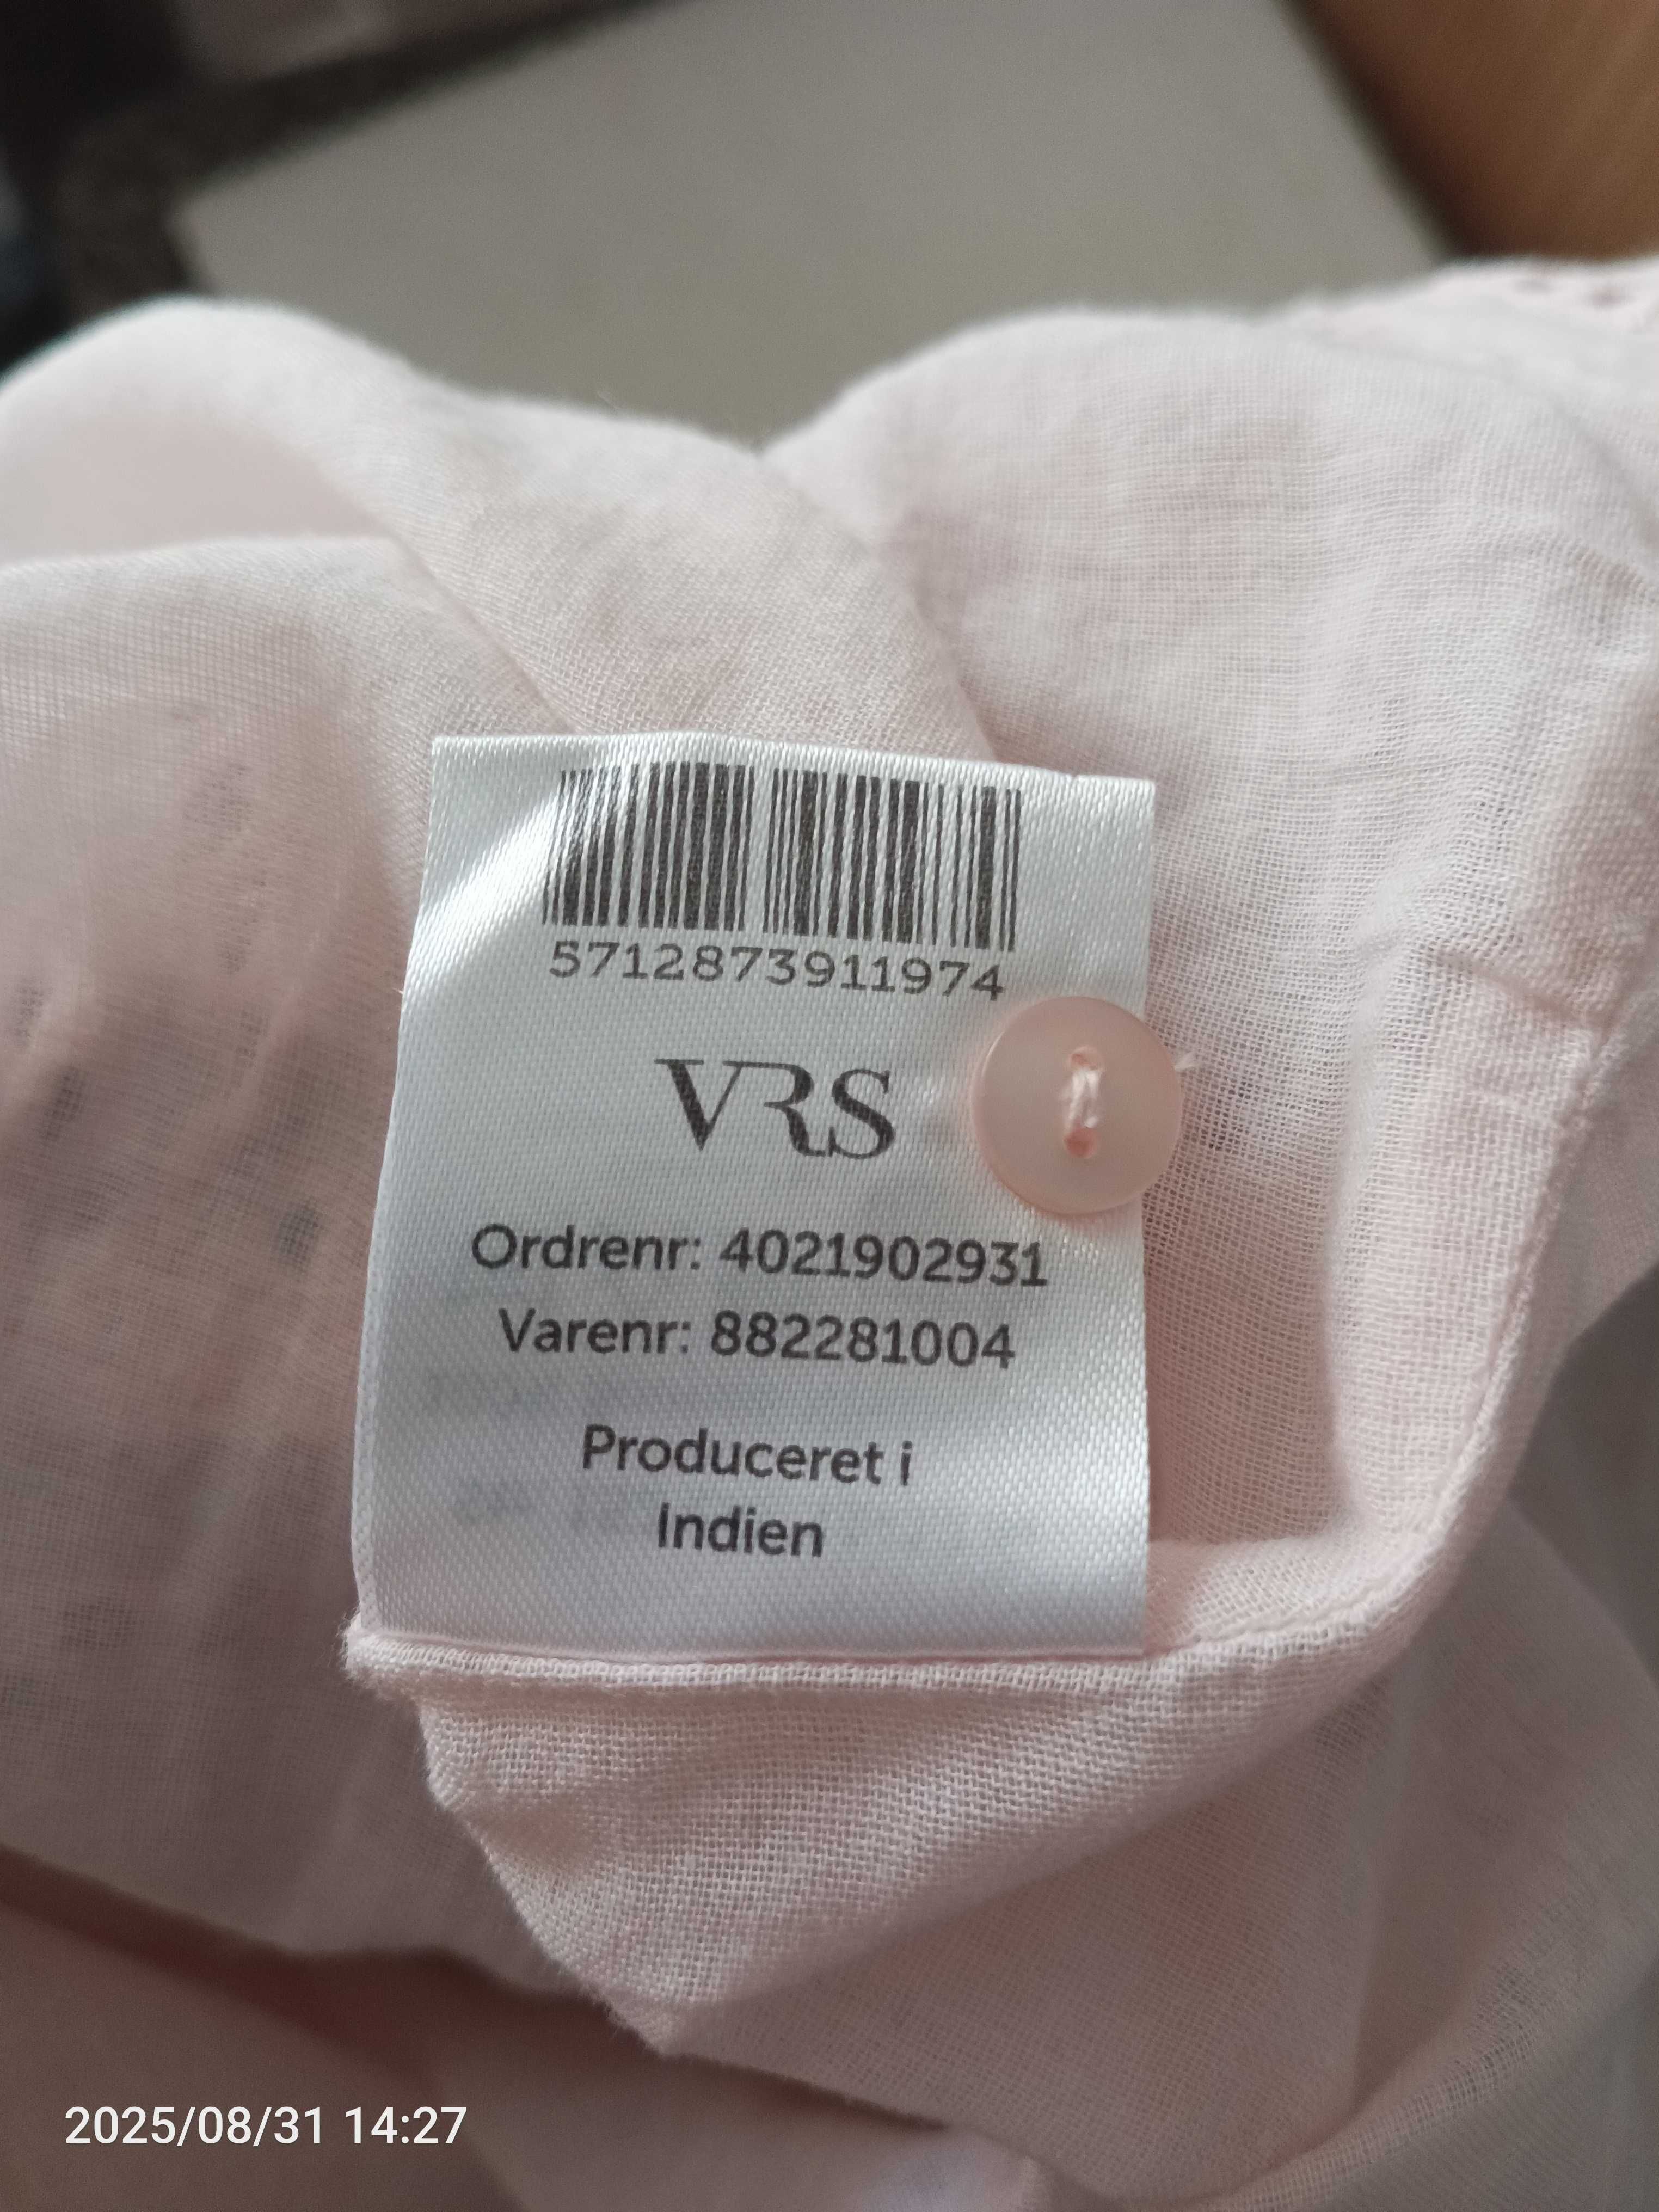 5712873911974
VRS
Ordrenr: 4021902931
Varenr: 882281004
Produceret i
Indien
2025/08/31 14:27